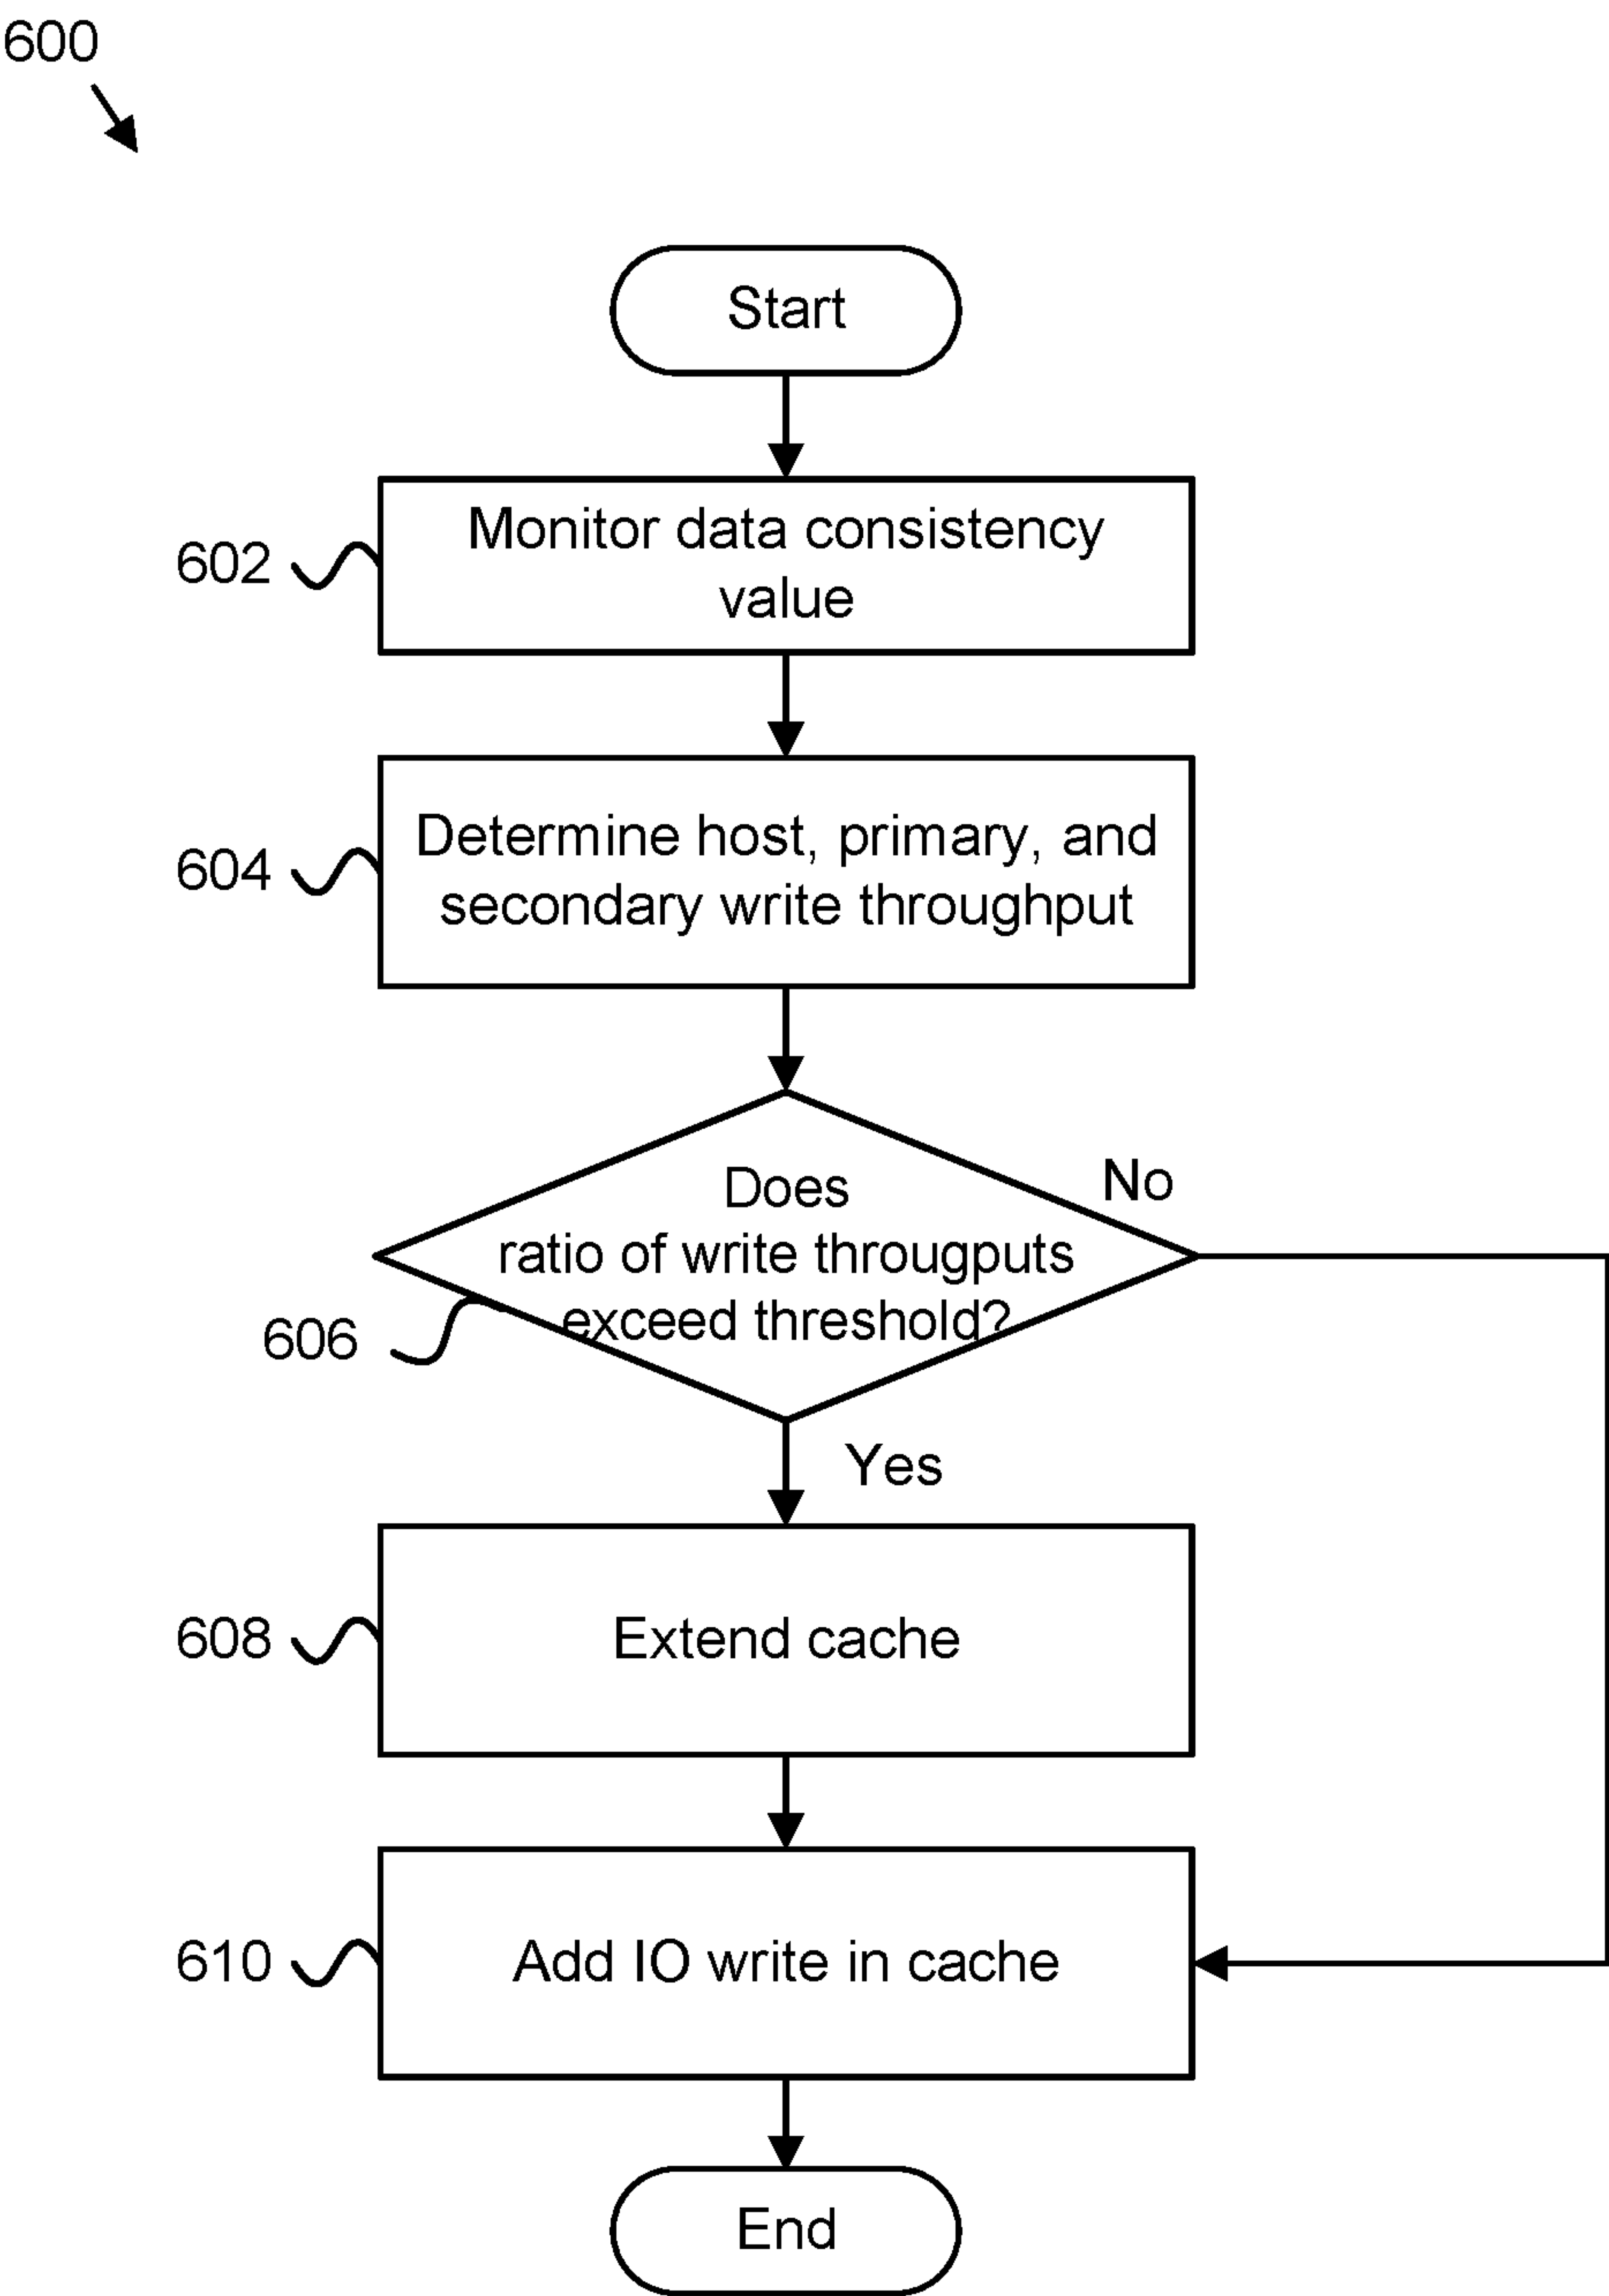 600
Start
602
Monitor data consistency
value
604
Determine host, primary, and
secondary write throughput
Does
ratio of write througputs
exceed threshold?
No
606
Yes
608
Extend cache
610
Add IO write in cache
End